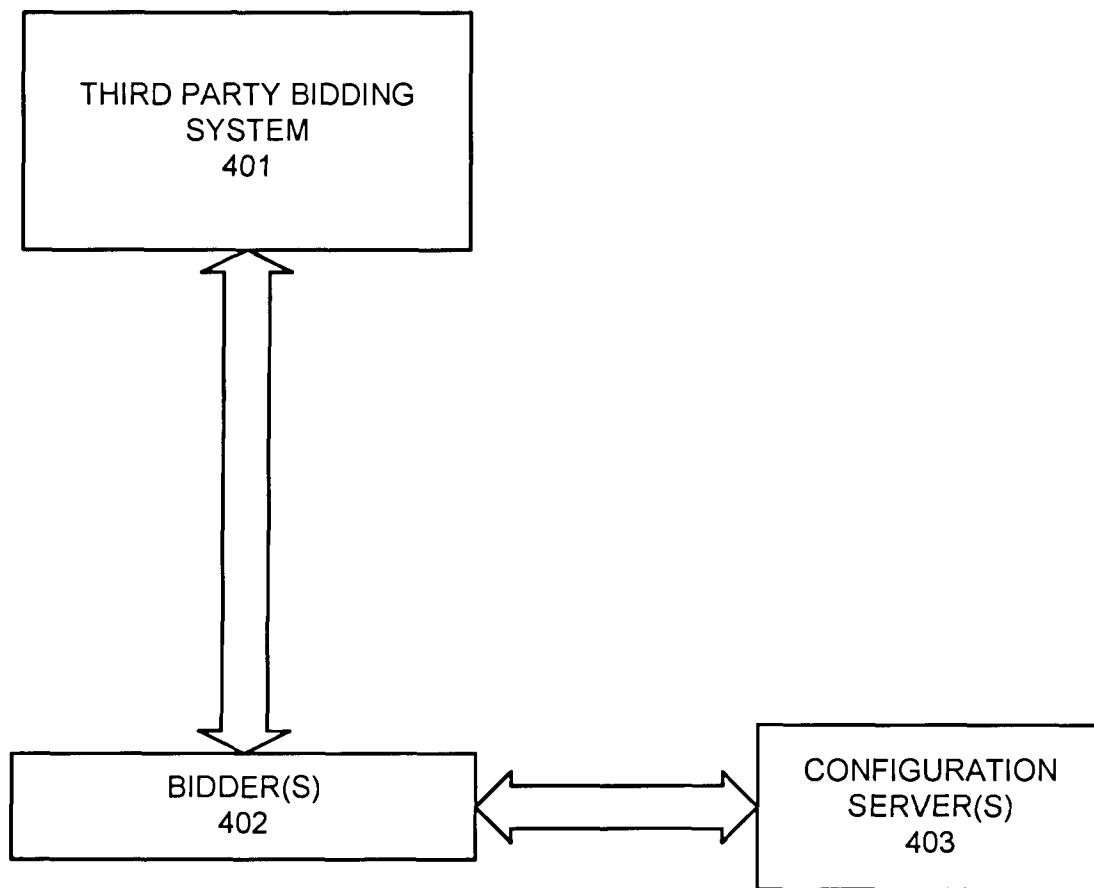 THIRD PARTY BIDDING
SYSTEM
401
BIDDER(S)
402
CONFIGURATION
SERVER(S)
403